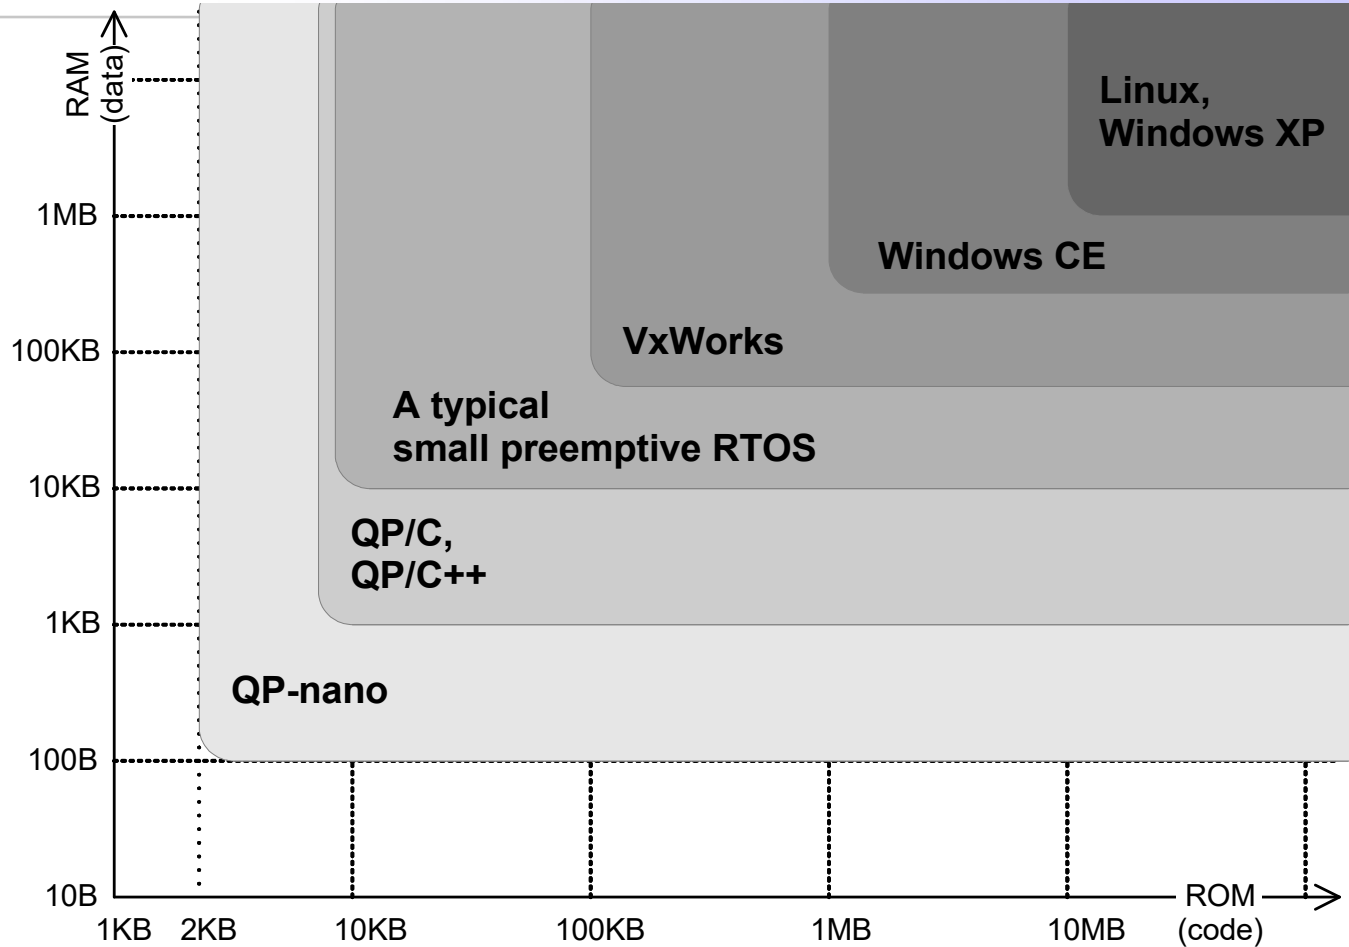 RAM
(data)
Linux,
Windows XP
1MB
Windows CE
VxWorks
100KB
A typical
small preemptive RTOS
10KB
QP/C,
QP/C++
1KB
QP-nano
100B
10B
ROM
(code)
1KB 2KB 10KB 100KB 1MB 10MB